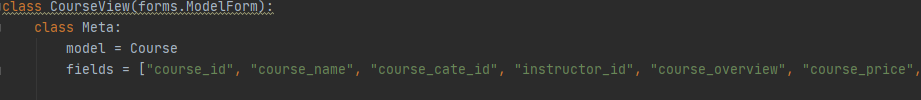 class CourseView(forms.ModelForm):
class Meta:
model = Course
fields = ["course_id", "course_name", "course_cate_id", "instructor_id", "course_overview", "course_price",